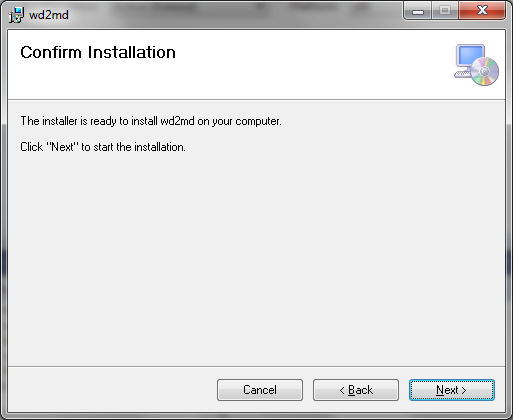 wd2md
Confirm Installation
The installer is ready to install wd2md on your computer.
Click "Next" to start the installation.
Cancel
< Back
Next >